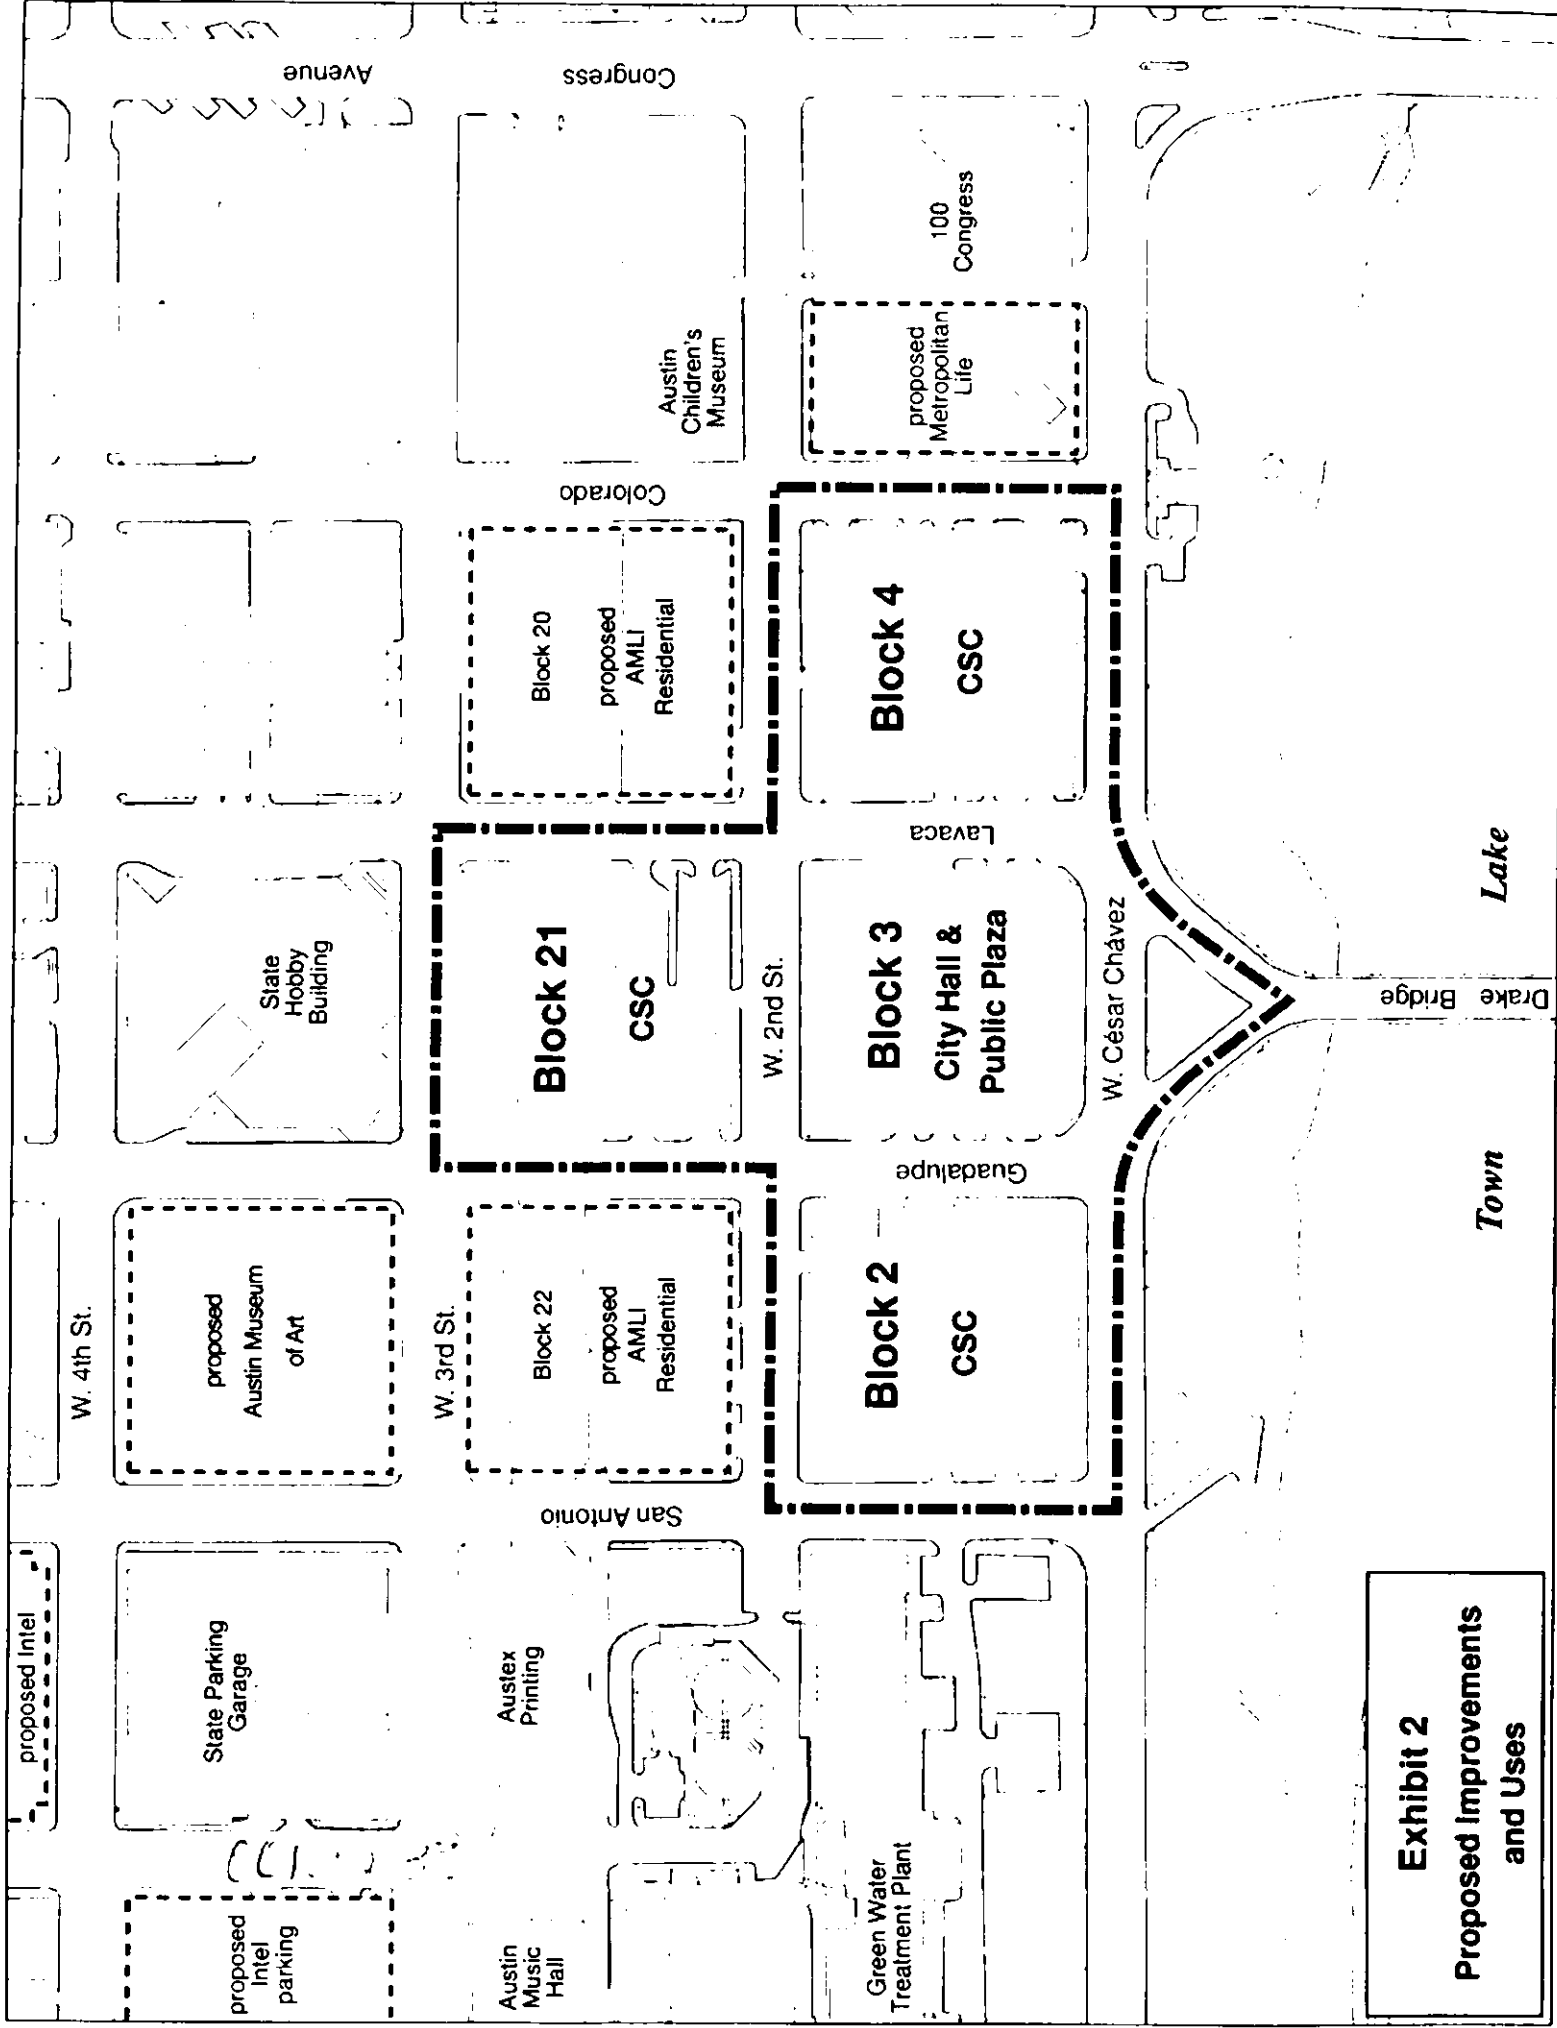 proposed Intel
W. 4th St.
Avenue
proposed
Intel
parking
State Parking
Garage
proposed
Austin Museum
of Art
State
Hobby
Building
W. 3rd St.
Congress
Austin
Music
Hall
Austex
Printing
San Antonio
Block 22
proposed
AMLI
Residential
Block 21
CSC
Block 20
proposed
AMLI
Residential
Colorado
Austin
Children's
Museum
W. 2nd St.
Green Water
Treatment Plant
Block 2
CSC
Guadalupe
Block 3
City Hall &
Public Plaza
Lavaca
Block 4
CSC
proposed
Metropolitan
Life
100
Congress
W. César Chávez
Drake Bridge
Town Lake
Exhibit 2
Proposed Improvements
and Uses